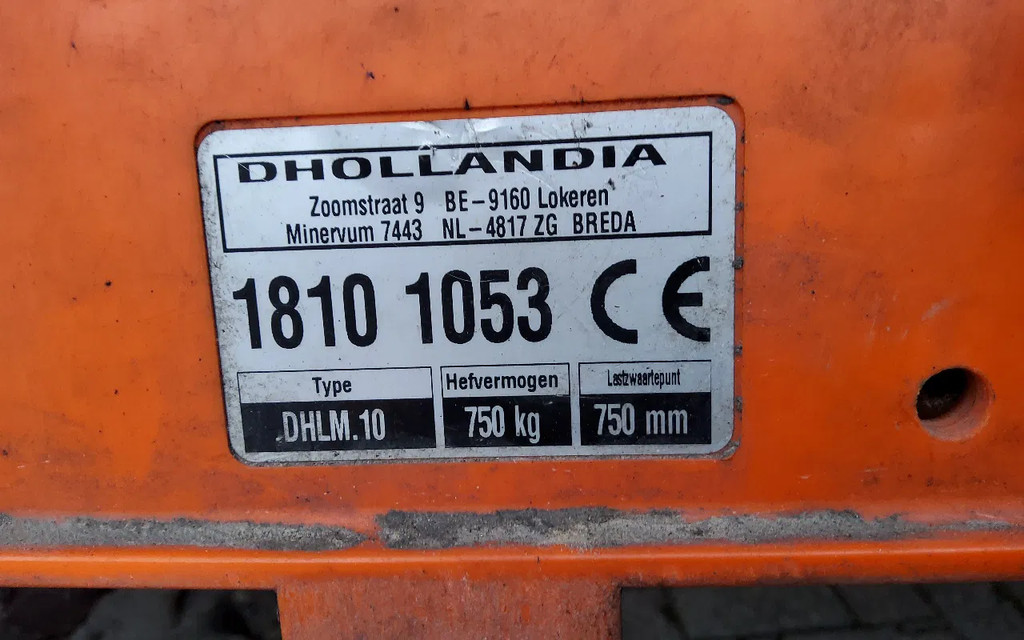 DHOLLANDIA
Zoomstraat 9 BE-9160 Lokeren
Minervum 7443 NL-4817 ZG BREDA
1810 1053 CE
Type Hefvermogen Lastzwaartepunt
DHLM.10 750 kg 750 mm